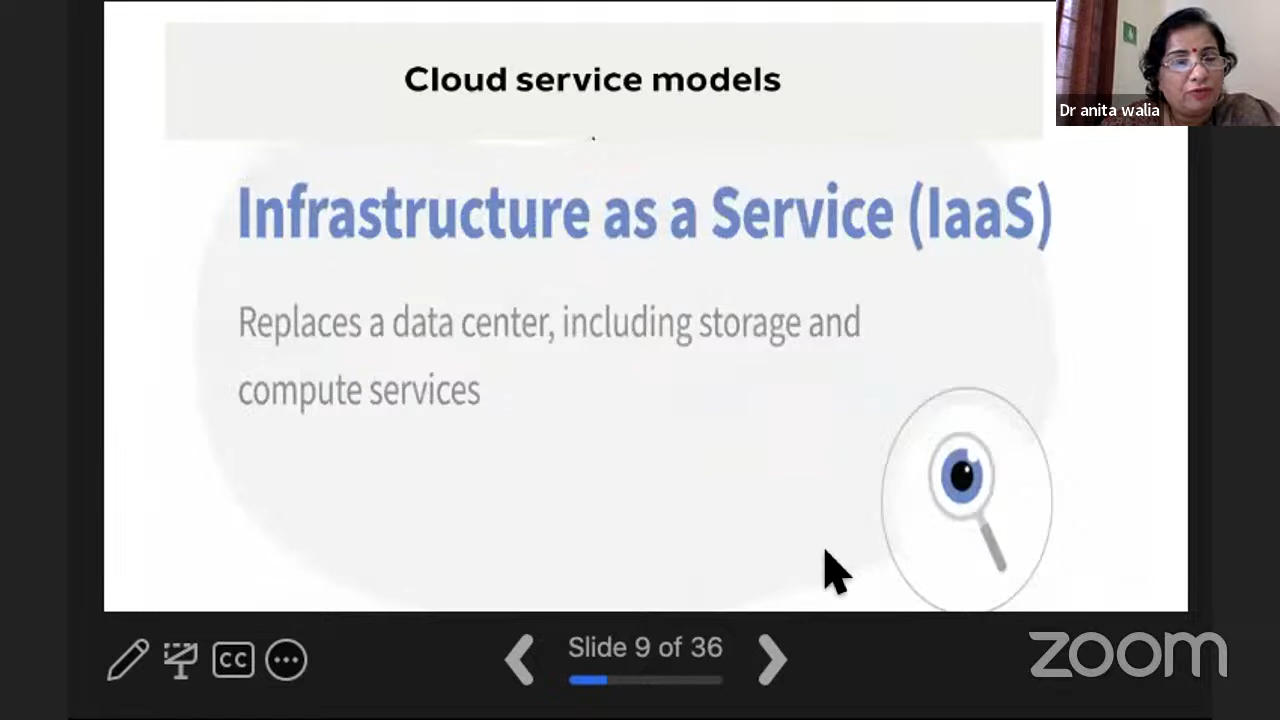 Cloud service models
Dr anita walia
Infrastructure as a Service (IaaS)
Replaces a data center, including storage and
compute services
CC
Slide 9 of 36
zoom